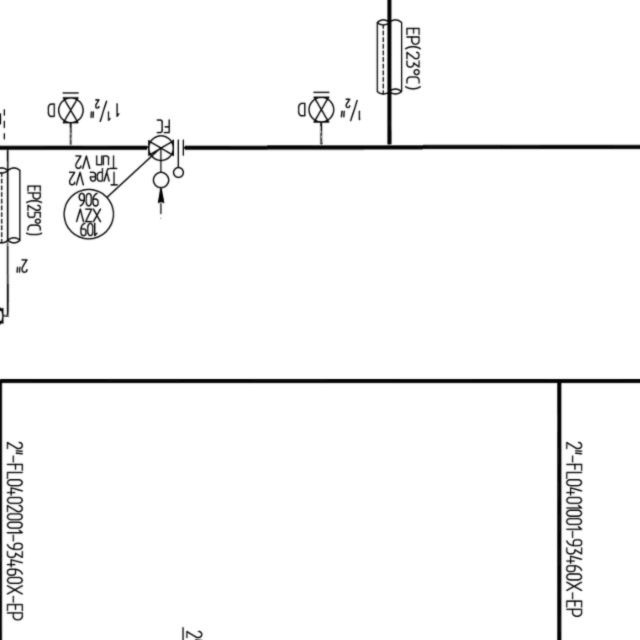 EP(23°C)
D
1 1/2"
D
1/2"
FC
Type V2
Тип V2
109
XZV
906
EP(25°C)
2"
2"-FL0402001-93460X-EP
2"-FL0401001-93460X-EP